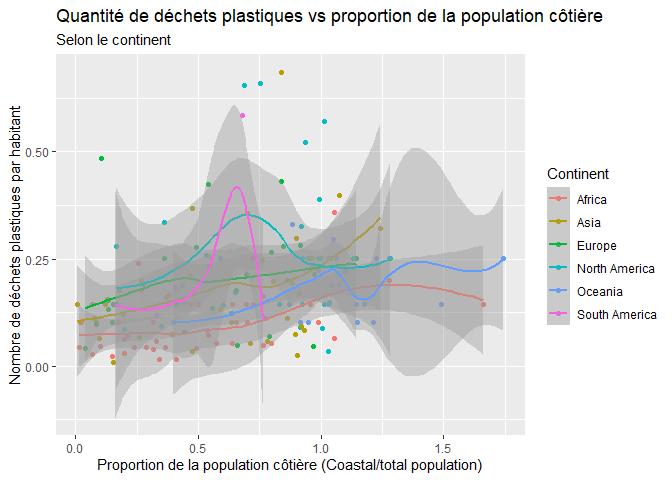 Quantité de déchets plastiques vs proportion de la population côtière
Selon le continent
Nombre de déchets plastiques par habitant
0.50
0.25
0.00
0.0
0.5
1.0
1.5
Proportion de la population côtière (Coastal/total population)
Continent
Africa
Asia
Europe
North America
Oceania
South America